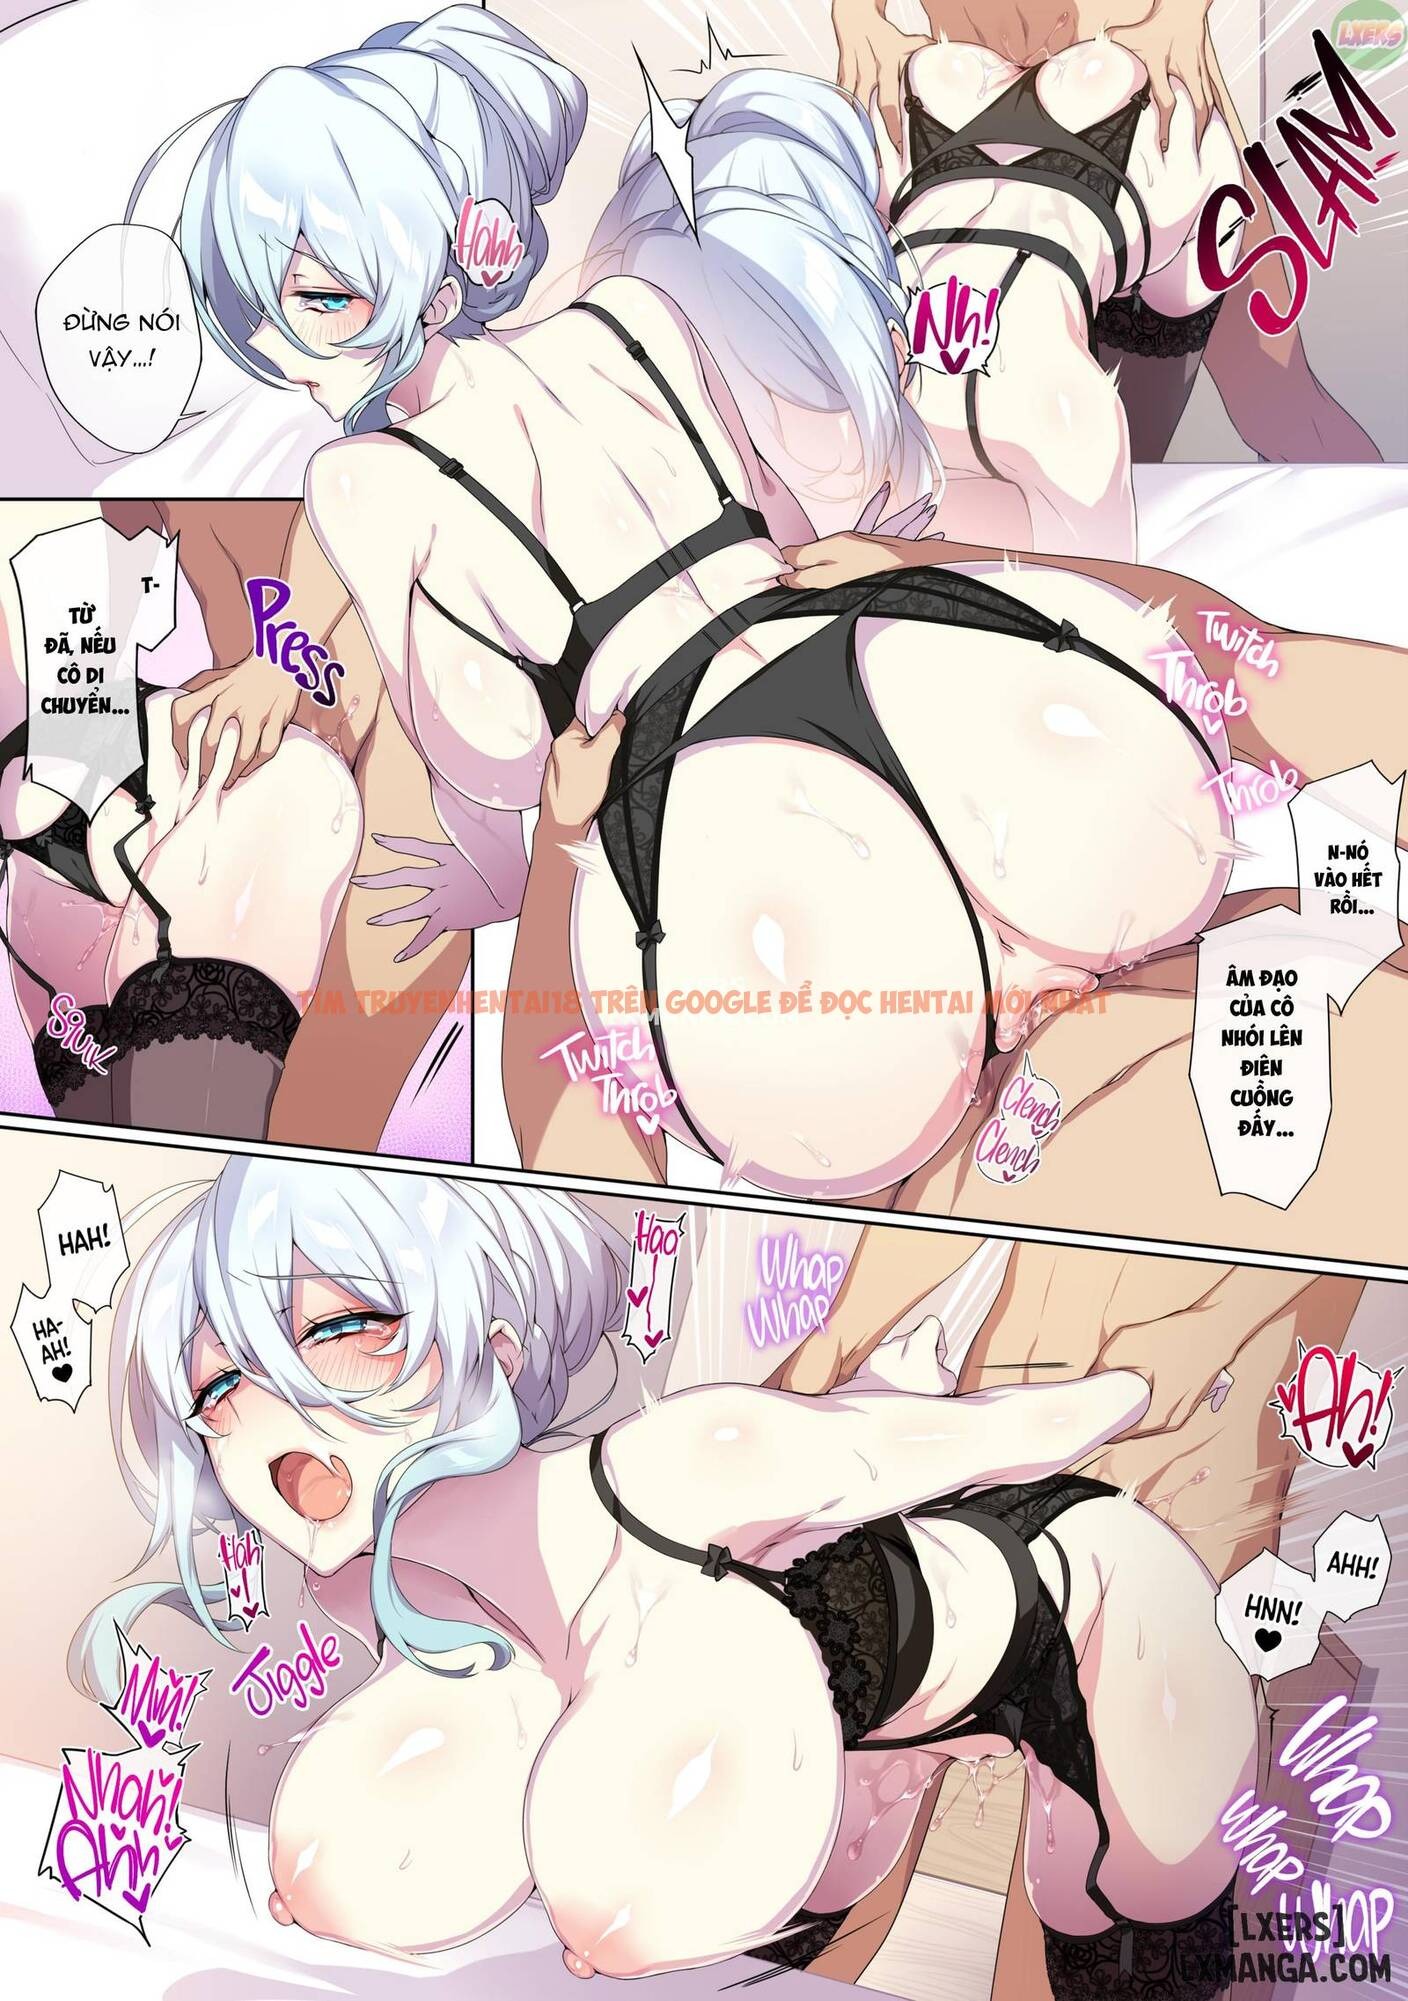 LXERS
SLAM
NH!
HAHH
ĐỪNG NÓI
VẬY...!
T-
TỪ
ĐÃ, NẾU
CÔ DI
CHUYỂN...
PRESS
TWITCH
THROB
THROB
N-NÓ
VÀO HẾT
RỒI...
ÂM ĐẠO
CỦA CÔ
NHÓI LÊN
ĐIÊN
CUỒNG
ĐẤY...
TÌM TRUYENHENTAI18 TRÊN GOOGLE ĐỂ ĐỌC HENTAI MỚI NHẤT
TWITCH
THROB
CLENCH
CLENCH
HAH!
HA-
AH!
HAO
WHAP
WHAP
AH!
AHH!
HNN!
HAH!
JIGGLE
NHAH!
AHH
WHAP
WHAP
WHAP
[LXERS]
LXMANGA.COM